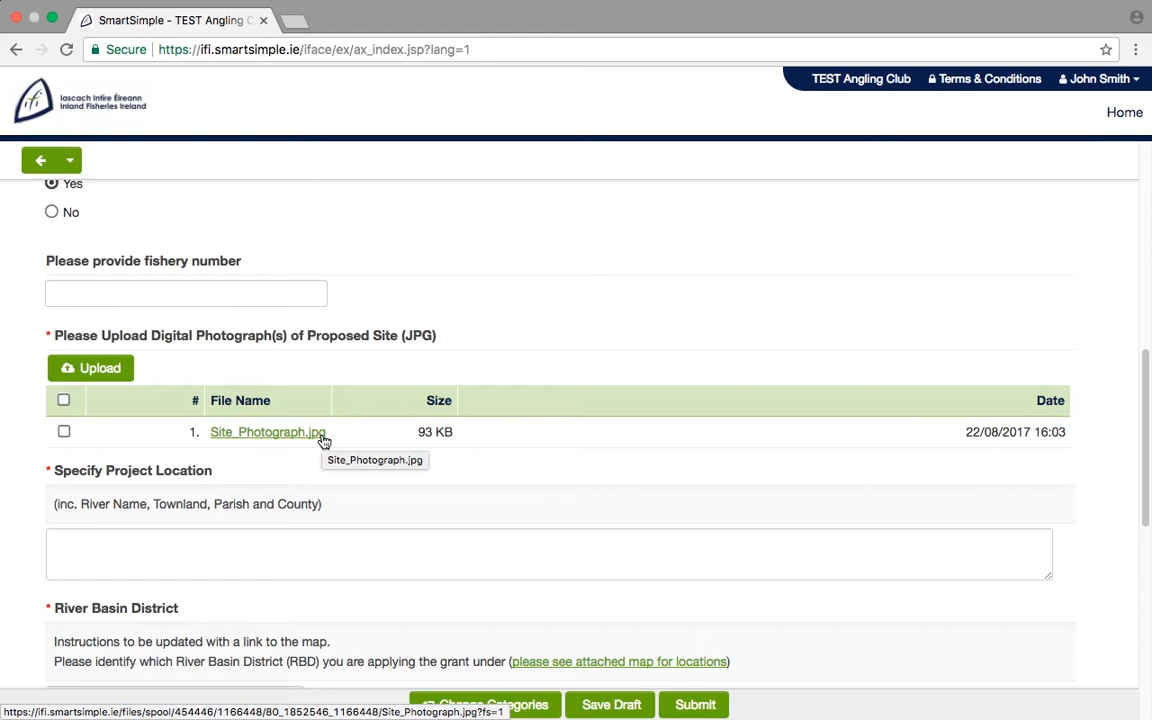 SmartSimple - TEST Angling C
Secure https://ifi.smartsimple.ie/iface/ex/ax_index.jsp?lang=1
TEST Angling Club Terms & Conditions John Smith
ifi Iascach Intíre Éireann
Inland Fisheries Ireland
Home
Yes
No
Please provide fishery number
* Please Upload Digital Photograph(s) of Proposed Site (JPG)
Upload
# File Name Size Date
1. Site_Photograph.jpg 93 KB 22/08/2017 16:03
Site_Photograph.jpg
* Specify Project Location
(inc. River Name, Townland, Parish and County)
* River Basin District
Instructions to be updated with a link to the map.
Please identify which River Basin District (RBD) you are applying the grant under (please see attached map for locations)
Change Categories Save Draft Submit
https://ifi.smartsimple.ie/files/spool/454446/1166448/80_1852546_1166448/Site_Photograph.jpg?fs=1